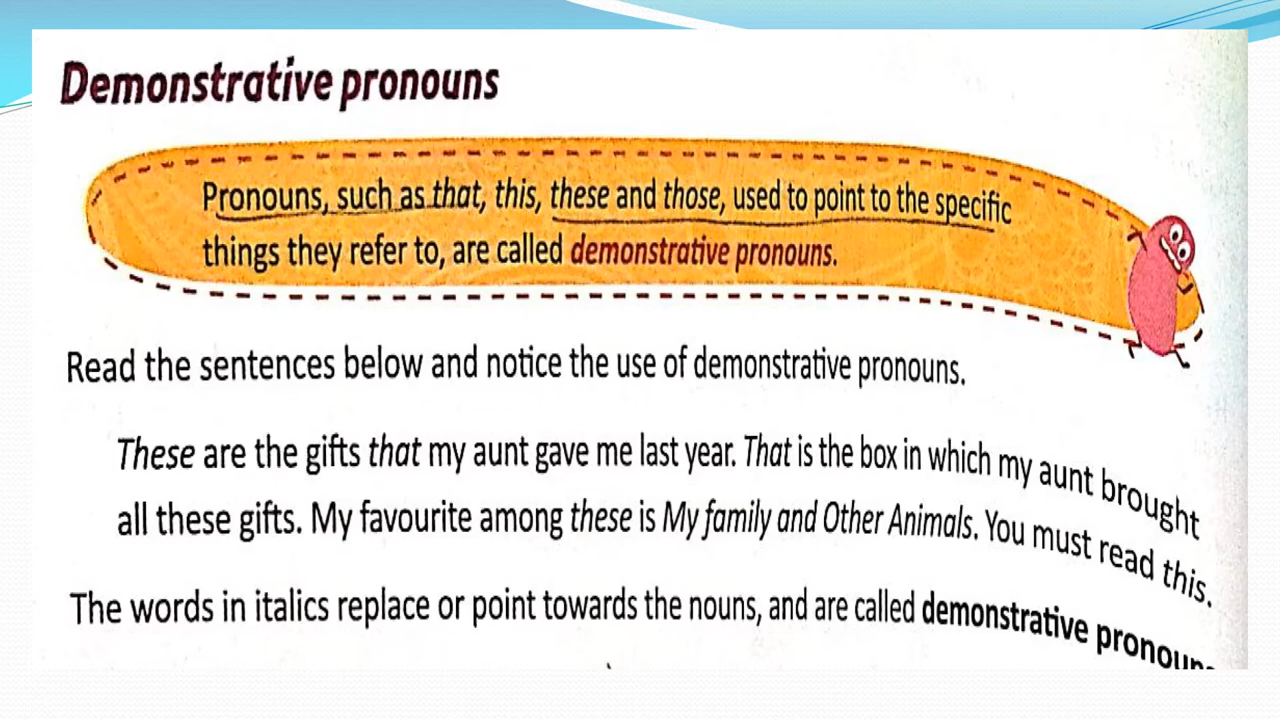 Demonstrative pronouns
Pronouns, such as that, this, these and those, used to point to the specific
things they refer to, are called demonstrative pronouns.
Read the sentences below and notice the use of demonstrative pronouns.
These are the gifts that my aunt gave me last year. That is the box in which my aunt brought
all these gifts. My favourite among these is My family and Other Animals. You must read this.
The words in italics replace or point towards the nouns, and are called demonstrative